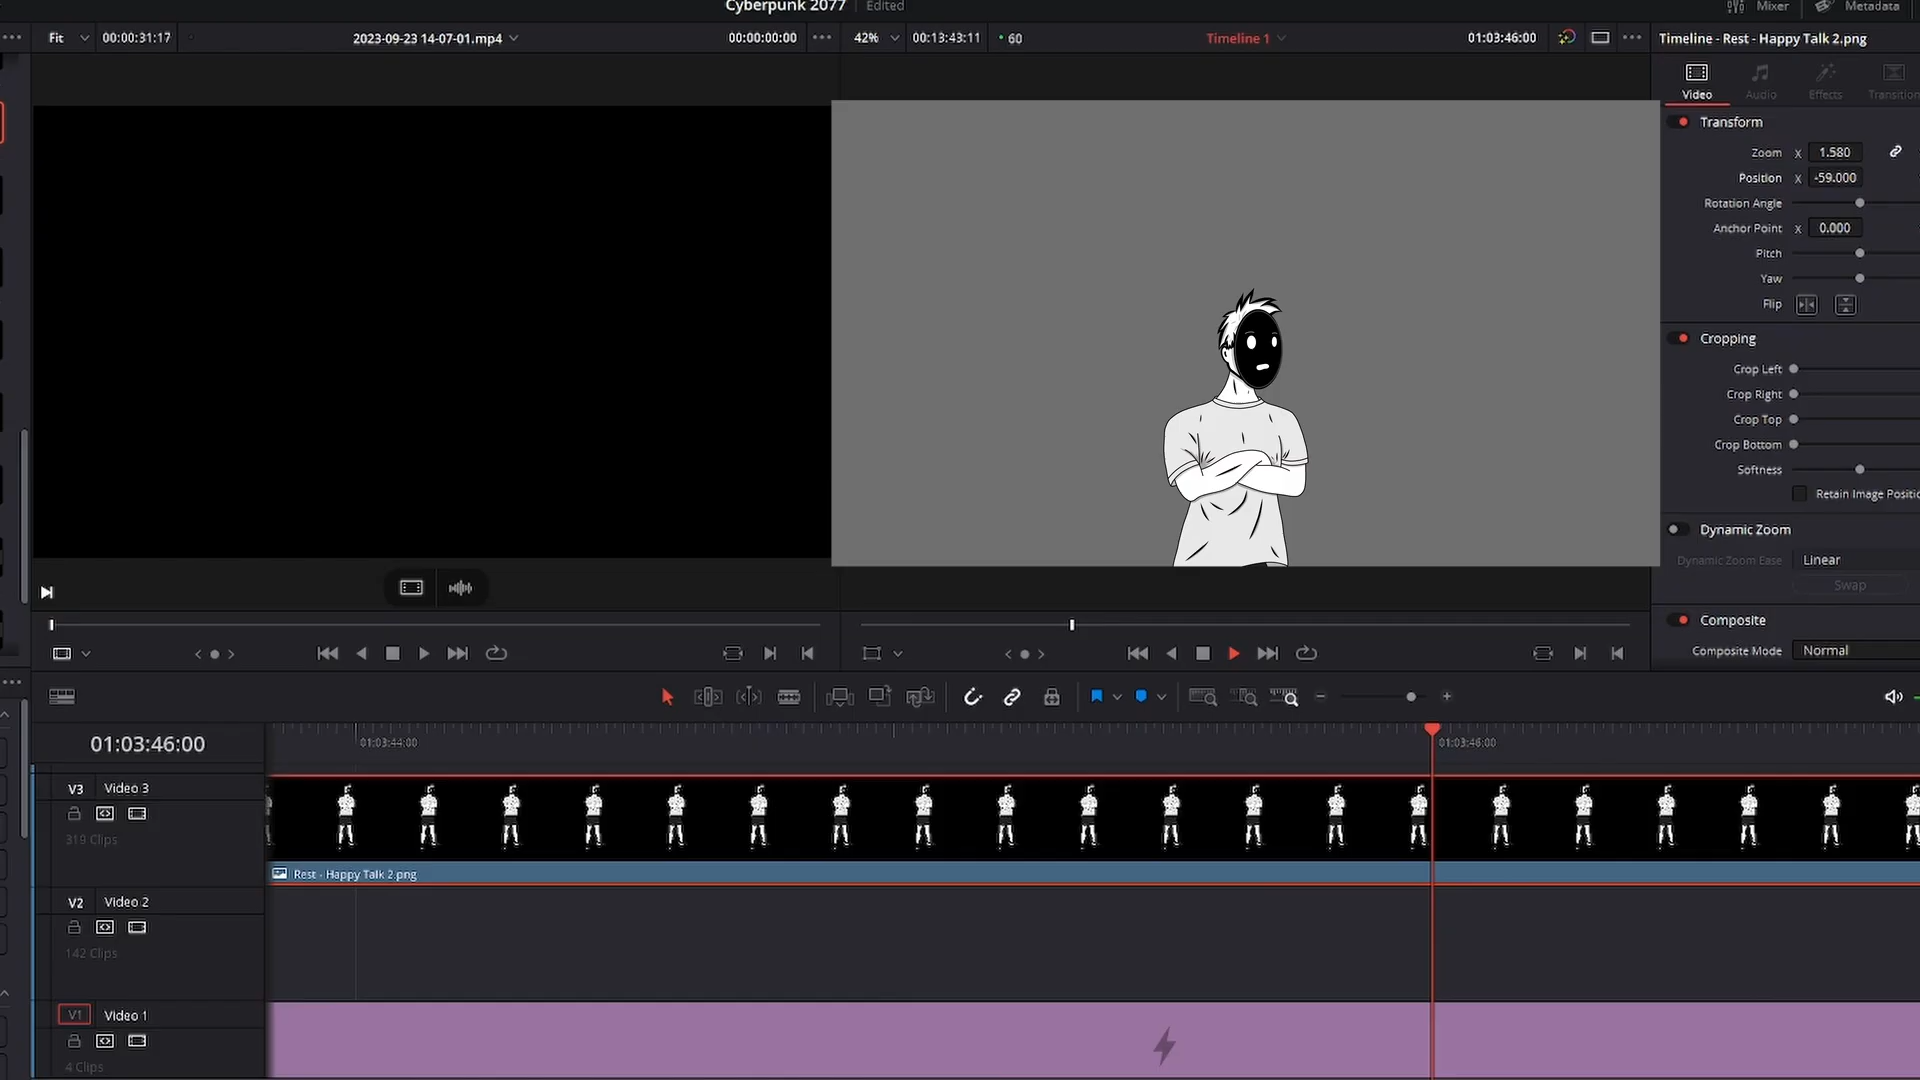 Cyberpunk 2077 Edited
Mixer Metadata
Fit 00:00:31:17 2023-09-23 14-07-01.mp4 00:00:00:00 42% 00:13:43:11 60 Timeline 1 01:03:46:00 Timeline - Rest - Happy Talk 2.png
Video Audio Effects Transition
Transform
Zoom X 1.580
Position X -59.000
Rotation Angle
Anchor Point X 0.000
Pitch
Yaw
Flip
Cropping
Crop Left
Crop Right
Crop Top
Crop Bottom
Softness
Retain Image Positio
Dynamic Zoom
Dynamic Zoom Ease Linear
Swap
Composite
Composite Mode Normal
01:03:46:00 01:03:44:00 01:03:46:00
V3 Video 3
319 Clips
Rest - Happy Talk 2.png
V2 Video 2
142 Clips
V1 Video 1
4 Clips